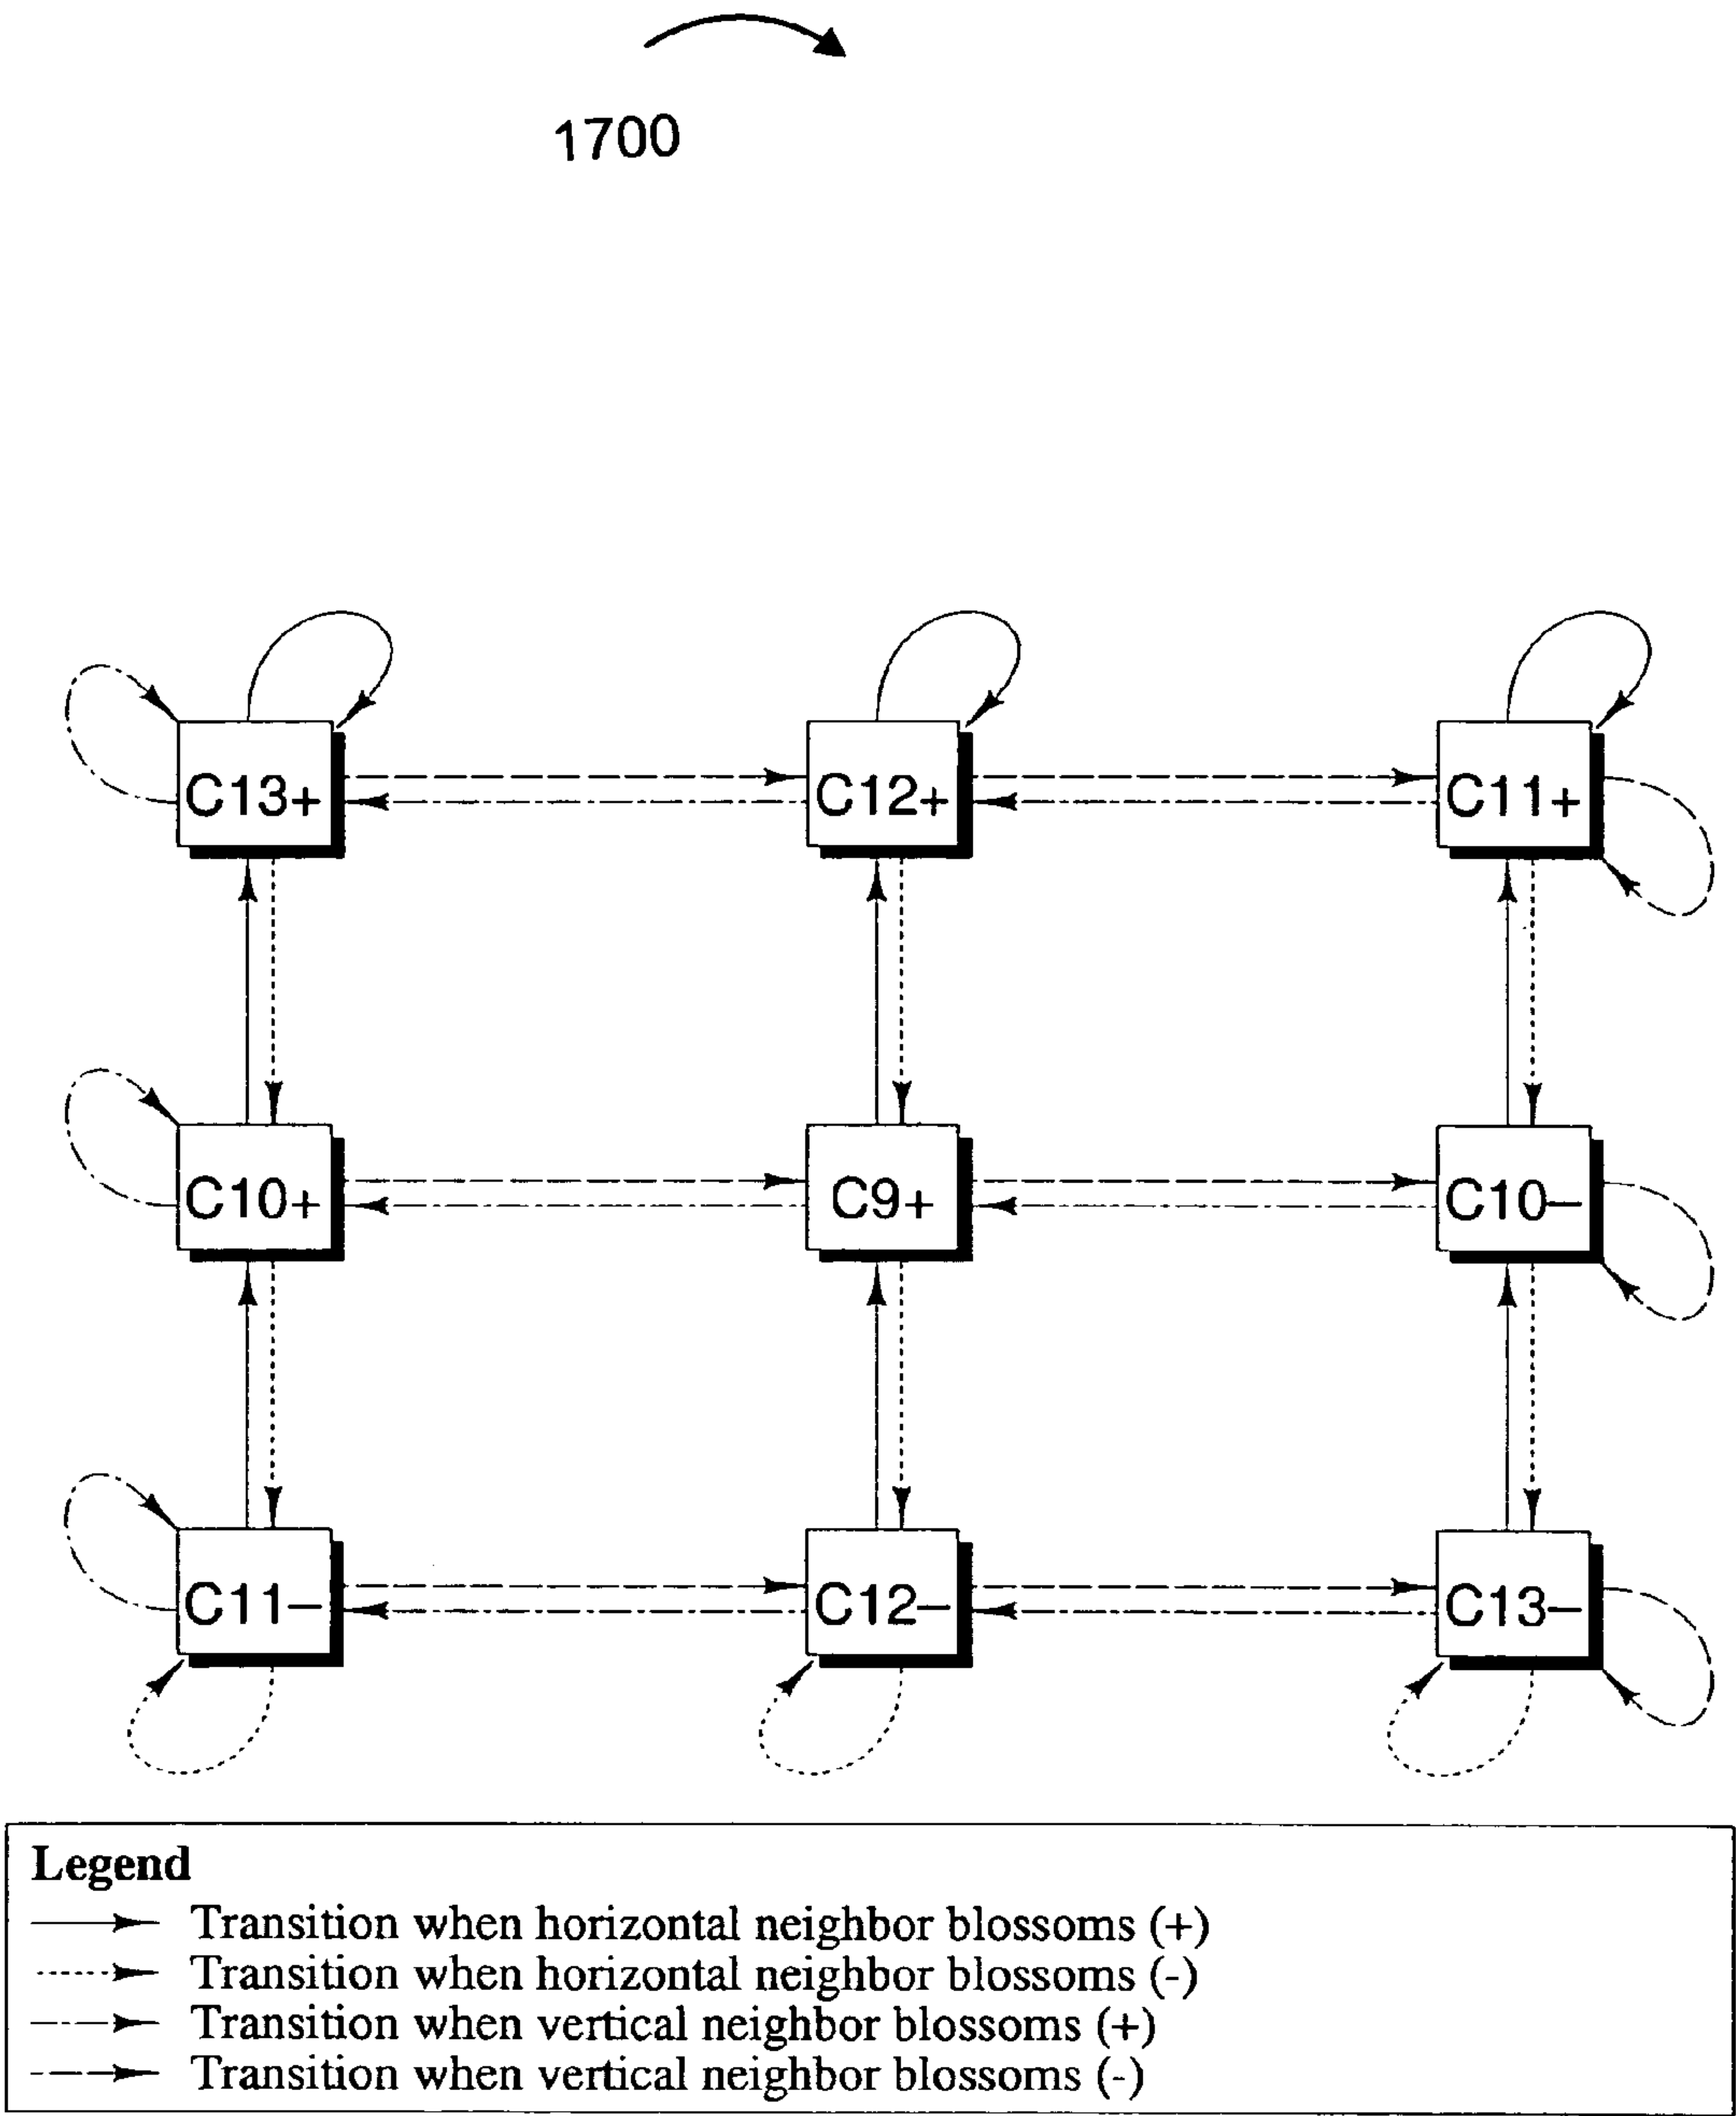 1700
C13+
C12+
C11+
C10+
C9+
C10–
C11–
C12–
C13–
Legend
Transition when horizontal neighbor blossoms (+)
Transition when horizontal neighbor blossoms (-)
Transition when vertical neighbor blossoms (+)
Transition when vertical neighbor blossoms (-)